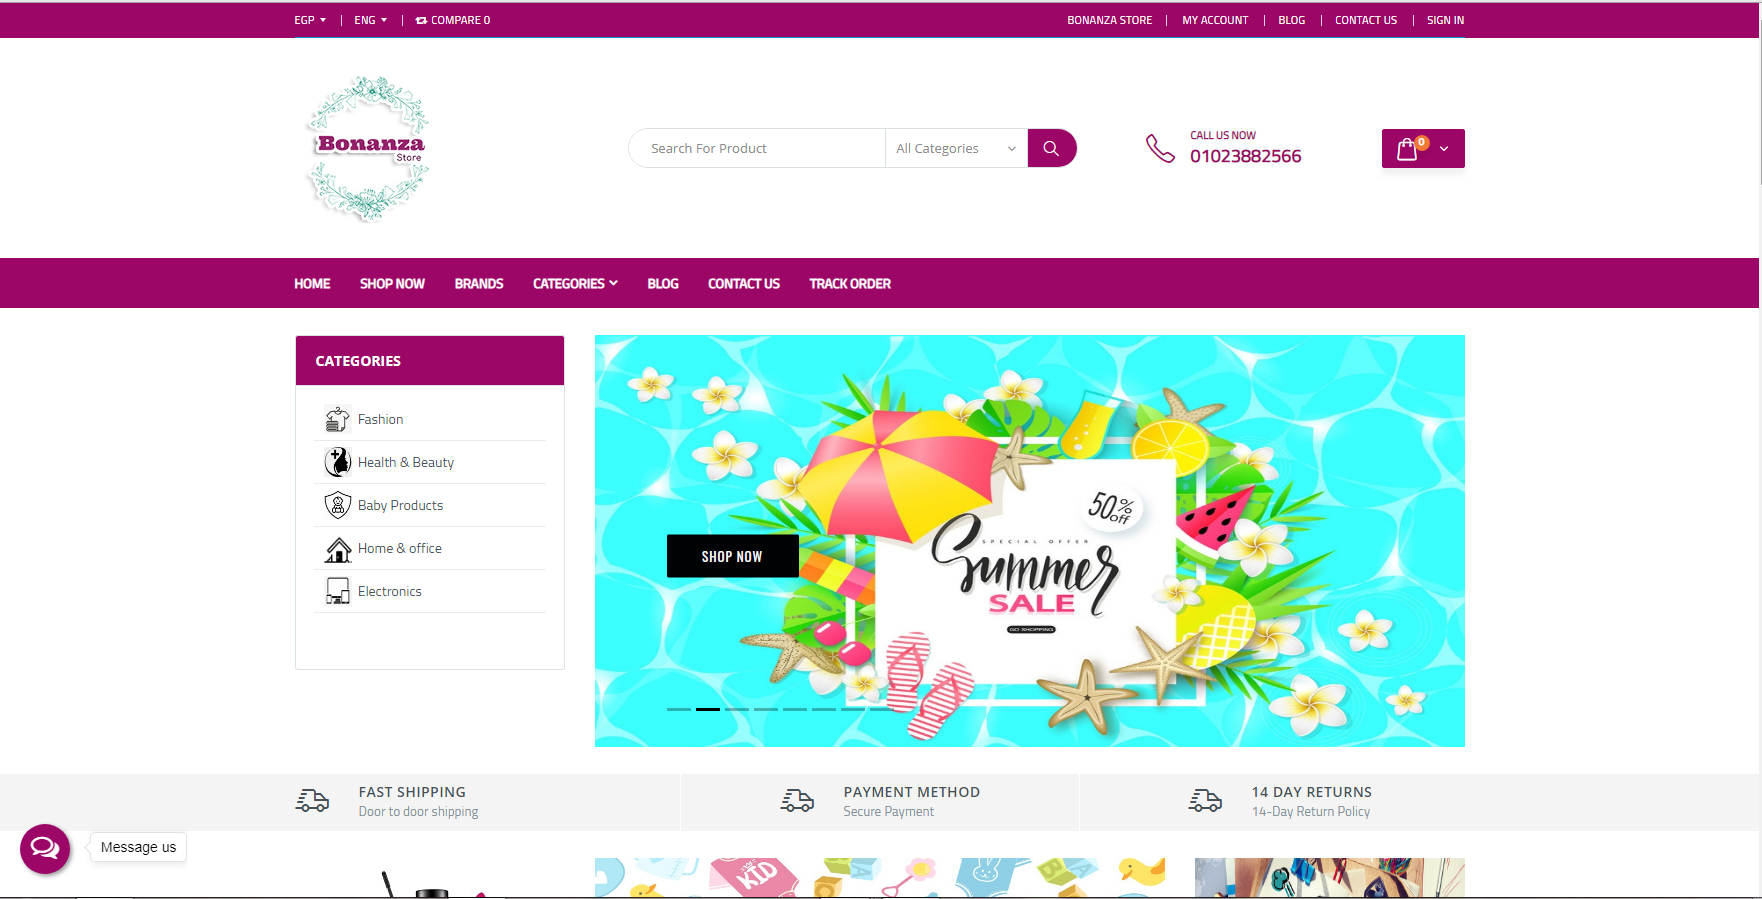 EGP
ENG
COMPARE 0
BONANZA STORE
MY ACCOUNT
BLOG
CONTACT US
SIGN IN
Bonanza
Store
Search For Product
All Categories
CALL US NOW
01023882566
0
HOME
SHOP NOW
BRANDS
CATEGORIES
BLOG
CONTACT US
TRACK ORDER
CATEGORIES
Fashion
Health & Beauty
Baby Products
Home & office
Electronics
50%
off
SPECIAL OFFER
Summer
SALE
GO SHOPPING
SHOP NOW
FAST SHIPPING
Door to door shipping
PAYMENT METHOD
Secure Payment
14 DAY RETURNS
14-Day Return Policy
Message us
KID